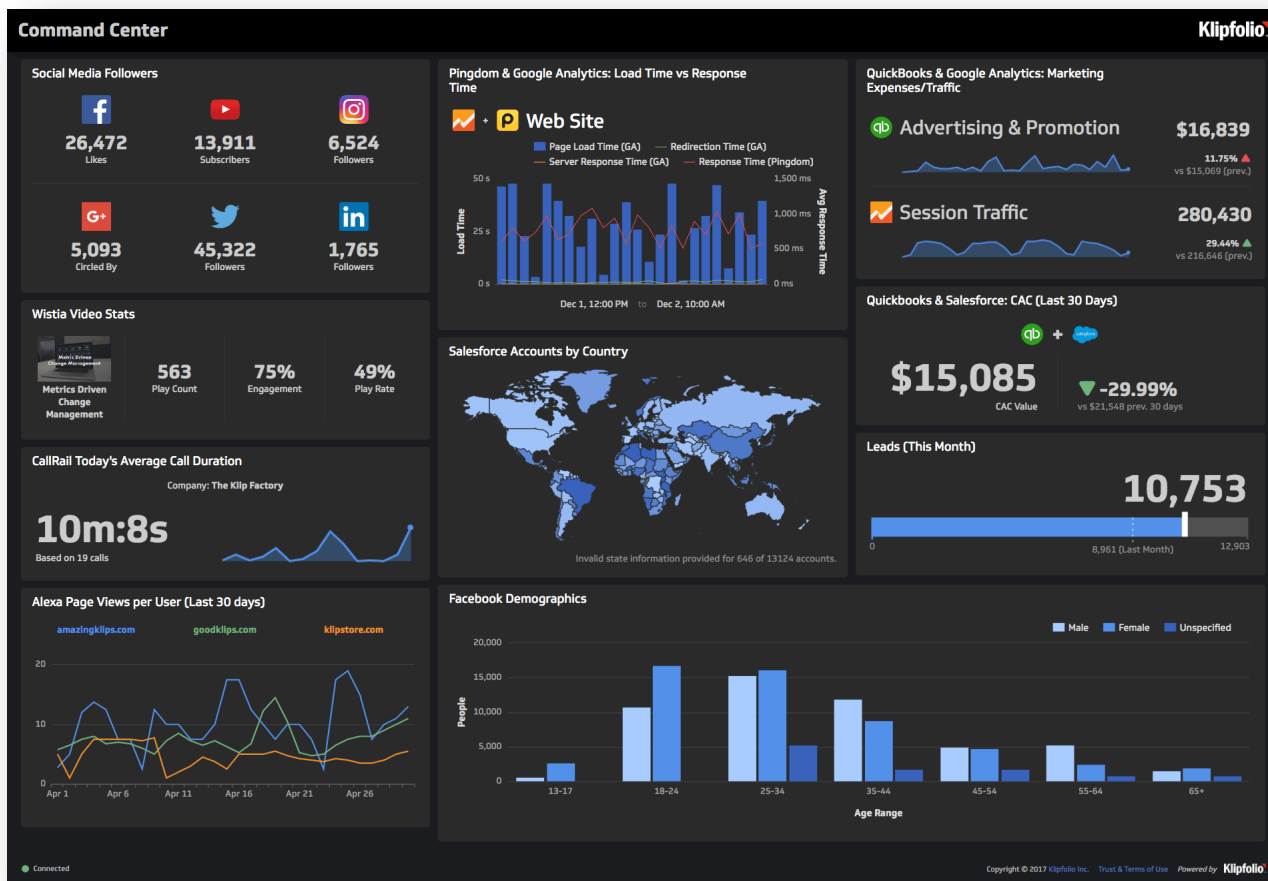 Command Center
Klipfolio
Social Media Followers
26,472
Likes
13,911
Subscribers
6,524
Followers
G+
5,093
Circled By
45,322
Followers
in
1,765
Followers
Wistia Video Stats
Metric Driven
Change Management
Metrics Driven
Change
Management
563
Play Count
75%
Engagement
49%
Play Rate
CallRail Today's Average Call Duration
Company: The Klip Factory
10m:8s
Based on 19 calls
Alexa Page Views per User (Last 30 days)
amazingklips.com
goodklips.com
klipstore.com
20
10
0
Apr 1
Apr 6
Apr 11
Apr 16
Apr 21
Apr 26
Pingdom & Google Analytics: Load Time vs Response
Time
+
Web Site
Page Load Time (GA)
Redirection Time (GA)
Server Response Time (GA)
Response Time (Pingdom)
50 s
25 s
0 s
Load Time
1,500 ms
1,000 ms
500 ms
0 ms
Avg Response Time
Dec 1, 12:00 PM to Dec 2, 10:00 AM
Salesforce Accounts by Country
Invalid state information provided for 646 of 13124 accounts.
QuickBooks & Google Analytics: Marketing
Expenses/Traffic
qb
Advertising & Promotion
$16,839
11.75%
vs $15,069 (prev.)
Session Traffic
280,430
29.44%
vs 216,646 (prev.)
Quickbooks & Salesforce: CAC (Last 30 Days)
qb +
$15,085
CAC Value
-29.99%
vs $21,548 prev. 30 days
Leads (This Month)
10,753
0
8,961 (Last Month)
12,903
Facebook Demographics
Male
Female
Unspecified
20,000
15,000
10,000
5,000
0
People
13-17
18-24
25-34
35-44
45-54
55-64
65+
Age Range
Connected
Copyright © 2017 Klipfolio Inc. Trust & Terms of Use Powered by Klipfolio